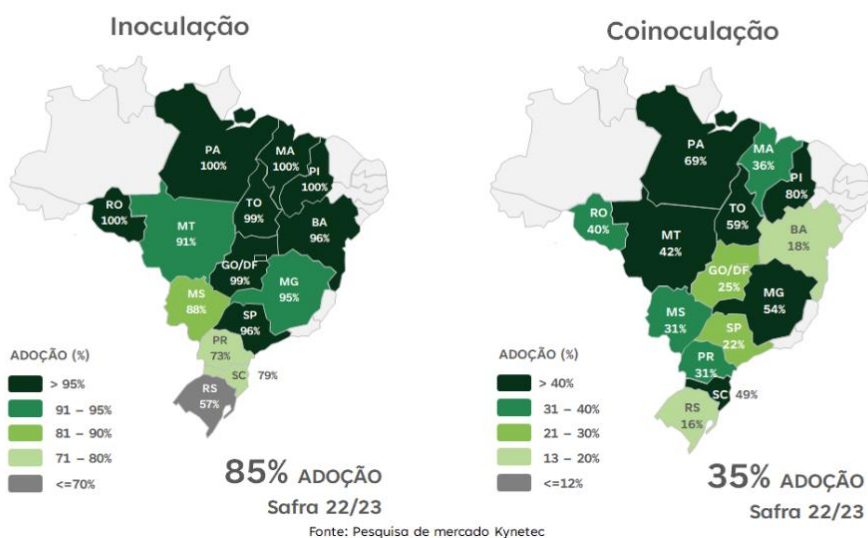 Inoculação
PA
100%
MA
100%
PI
100%
RO
100%
TO
99%
MT
91%
BA
96%
GO/DF
99%
MG
95%
MS
88%
SP
96%
PR
73%
SC 79%
RS
57%
ADOÇÃO (%)
> 95%
91 – 95%
81 – 90%
71 – 80%
<=70%
85% ADOÇÃO
Safra 22/23
Coinoculação
PA
69%
MA
36%
PI
80%
RO
40%
TO
59%
MT
42%
BA
18%
GO/DF
25%
MG
54%
MS
31%
SP
22%
PR
31%
SC 49%
RS
16%
ADOÇÃO (%)
> 40%
31 – 40%
21 – 30%
13 – 20%
<=12%
35% ADOÇÃO
Safra 22/23
Fonte: Pesquisa de mercado Kynetec